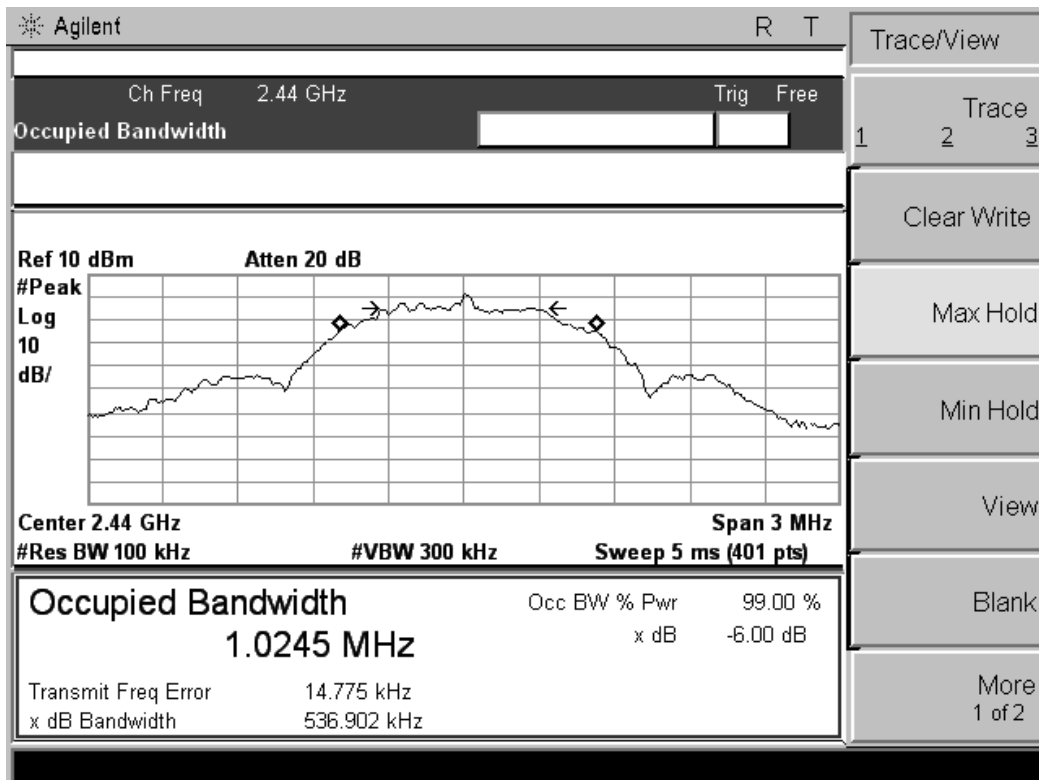 Agilent R T
Ch Freq 2.44 GHz Trig Free
Occupied Bandwidth
Ref 10 dBm Atten 20 dB
#Peak
Log
10
dB/
Center 2.44 GHz Span 3 MHz
#Res BW 100 kHz #VBW 300 kHz Sweep 5 ms (401 pts)
Occupied Bandwidth
1.0245 MHz
Occ BW % Pwr 99.00 %
x dB -6.00 dB
Transmit Freq Error 14.775 kHz
x dB Bandwidth 536.902 kHz
Trace/View
Trace
1 2 3
Clear Write
Max Hold
Min Hold
View
Blank
More
1 of 2